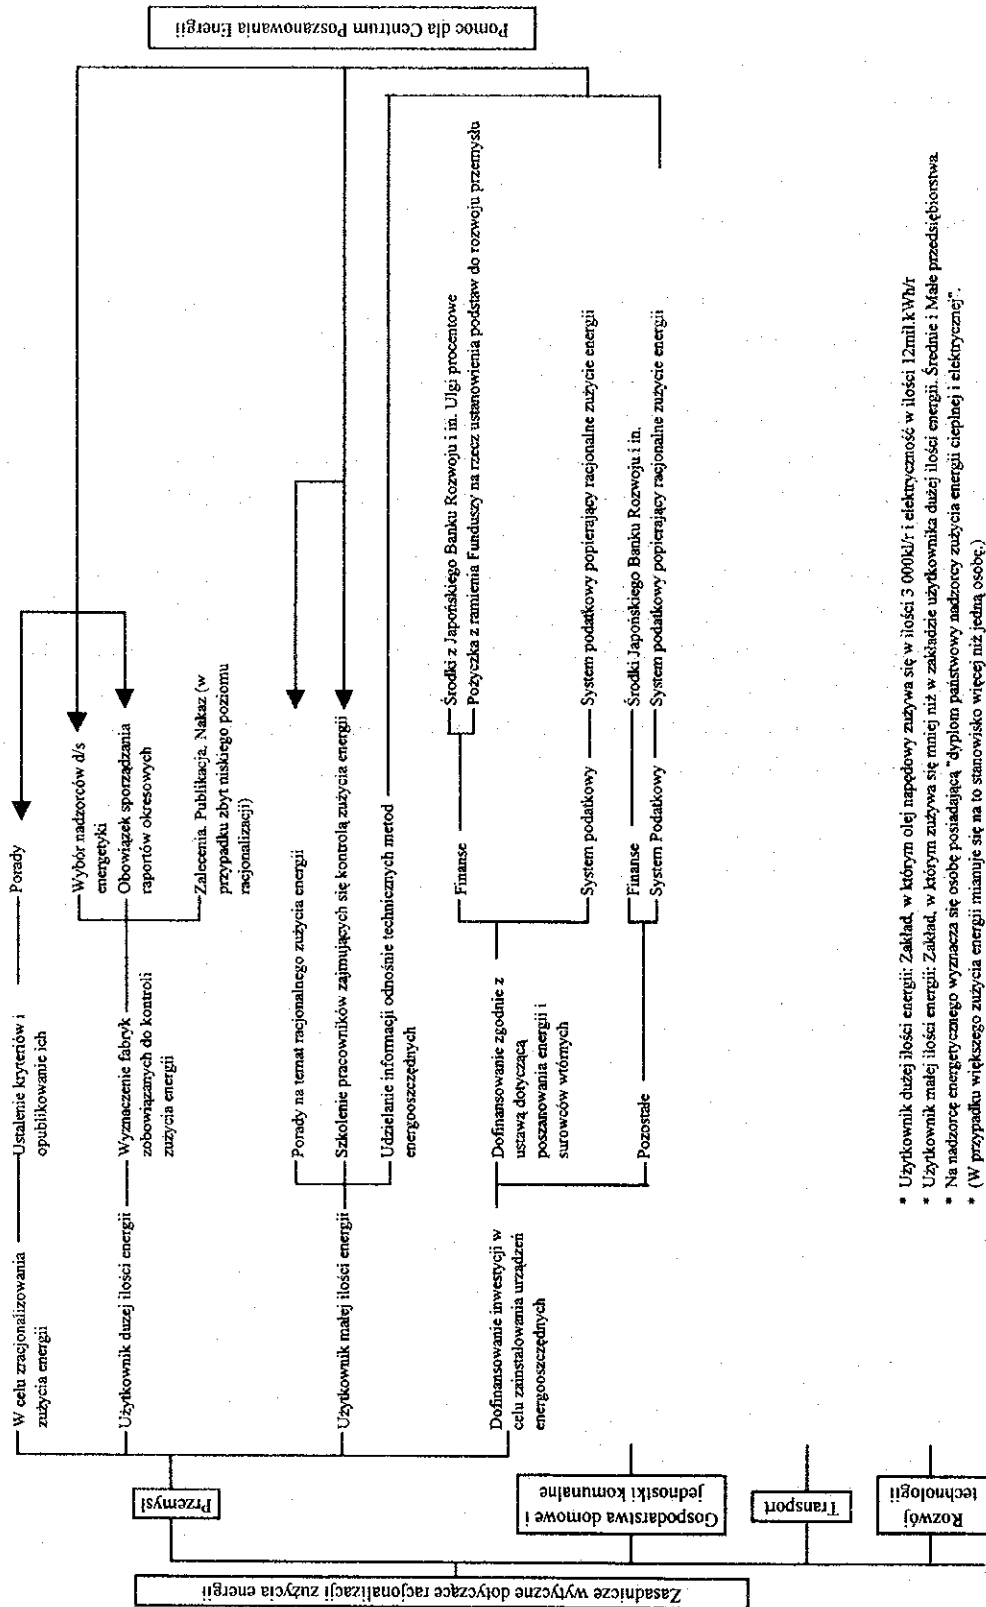 Zasadnicze wytyczne dotyczące racjonalizacji zużycia energii
Przemysł
Gospodarstwa domowe i
jednostki komunalne
Transport
Rozwój
technologii
W celu zracjonalizowania
zużycia energii
Ustalenie kryteriów i
opublikowanie ich
Porady
Użytkownik duzej ilości energii
Wyznaczenie fabryk
zobowiązanych do kontroli
zużycia energii
Wybór nadzorców d/s
energetyki
Obowiązek sporządzania
raportów okresowych
Zalecenia. Publikacja, Nakaz (w
przypadku zbyt niskiego poziomu
racjonalizacji)
Użytkownik małej ilości energii
Porady na temat racjonalnego zużycia energii
Szkolenie pracowników zajmujących się kontrolą zużycia energii
Udzielanie informacji odnośnie technicznych metod
energooszczędnych
Dofinansowanie inwestycji w
celu zainstalowania urządzeń
energooszczędnych
Dofinansowanie zgodnie z
ustawą dotyczącą
poszanowania energii i
surowców wtórnych
Finanse
Środki z Japońskiego Banku Rozwoju i in. Ulgi procentowe
Pożyczka z ramienia Funduszy na rzecz ustanowienia podstaw do rozwoju przemysłu
System podatkowy
System podatkowy popierający racjonalne zużycie energii
Pozostałe
Finanse
Środki Japońskiego Banku Rozwoju i in.
System Podatkowy
System podatkowy popierający racjonalne zużycie energii
Pomoc dla Centrum Poszanowania Energii
* Użytkownik dużej ilości energii: Zakład, w którym olej napędowy zużywa się w ilości 3 000kl/r i elektryczność w ilości 12mil.kWh/r
* Użytkownik małej ilości energii: Zakład, w którym zużywa się mniej niż w zakładzie użytkownika dużej ilości energii. Średnie i Małe przedsiębiorstwa.
* Na nadzorcę energetycznego wyznacza się osobę posiadającą "dyplom państwowy nadzorcy zużycia energii cieplnej i elektrycznej".
* (W przypadku większego zużycia energii mianuje się na to stanowisko więcej niż jedną osobę.)